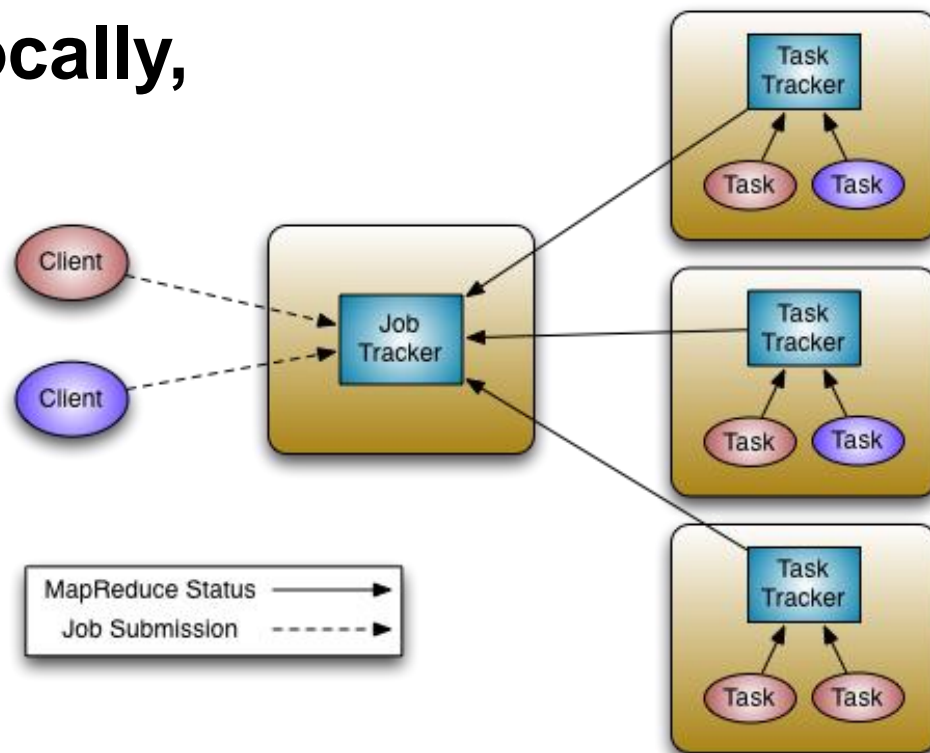 ocally,
Client
Client
Job
Tracker
Task
Tracker
Task
Task
Task
Tracker
Task
Task
Task
Tracker
Task
Task
MapReduce Status
Job Submission